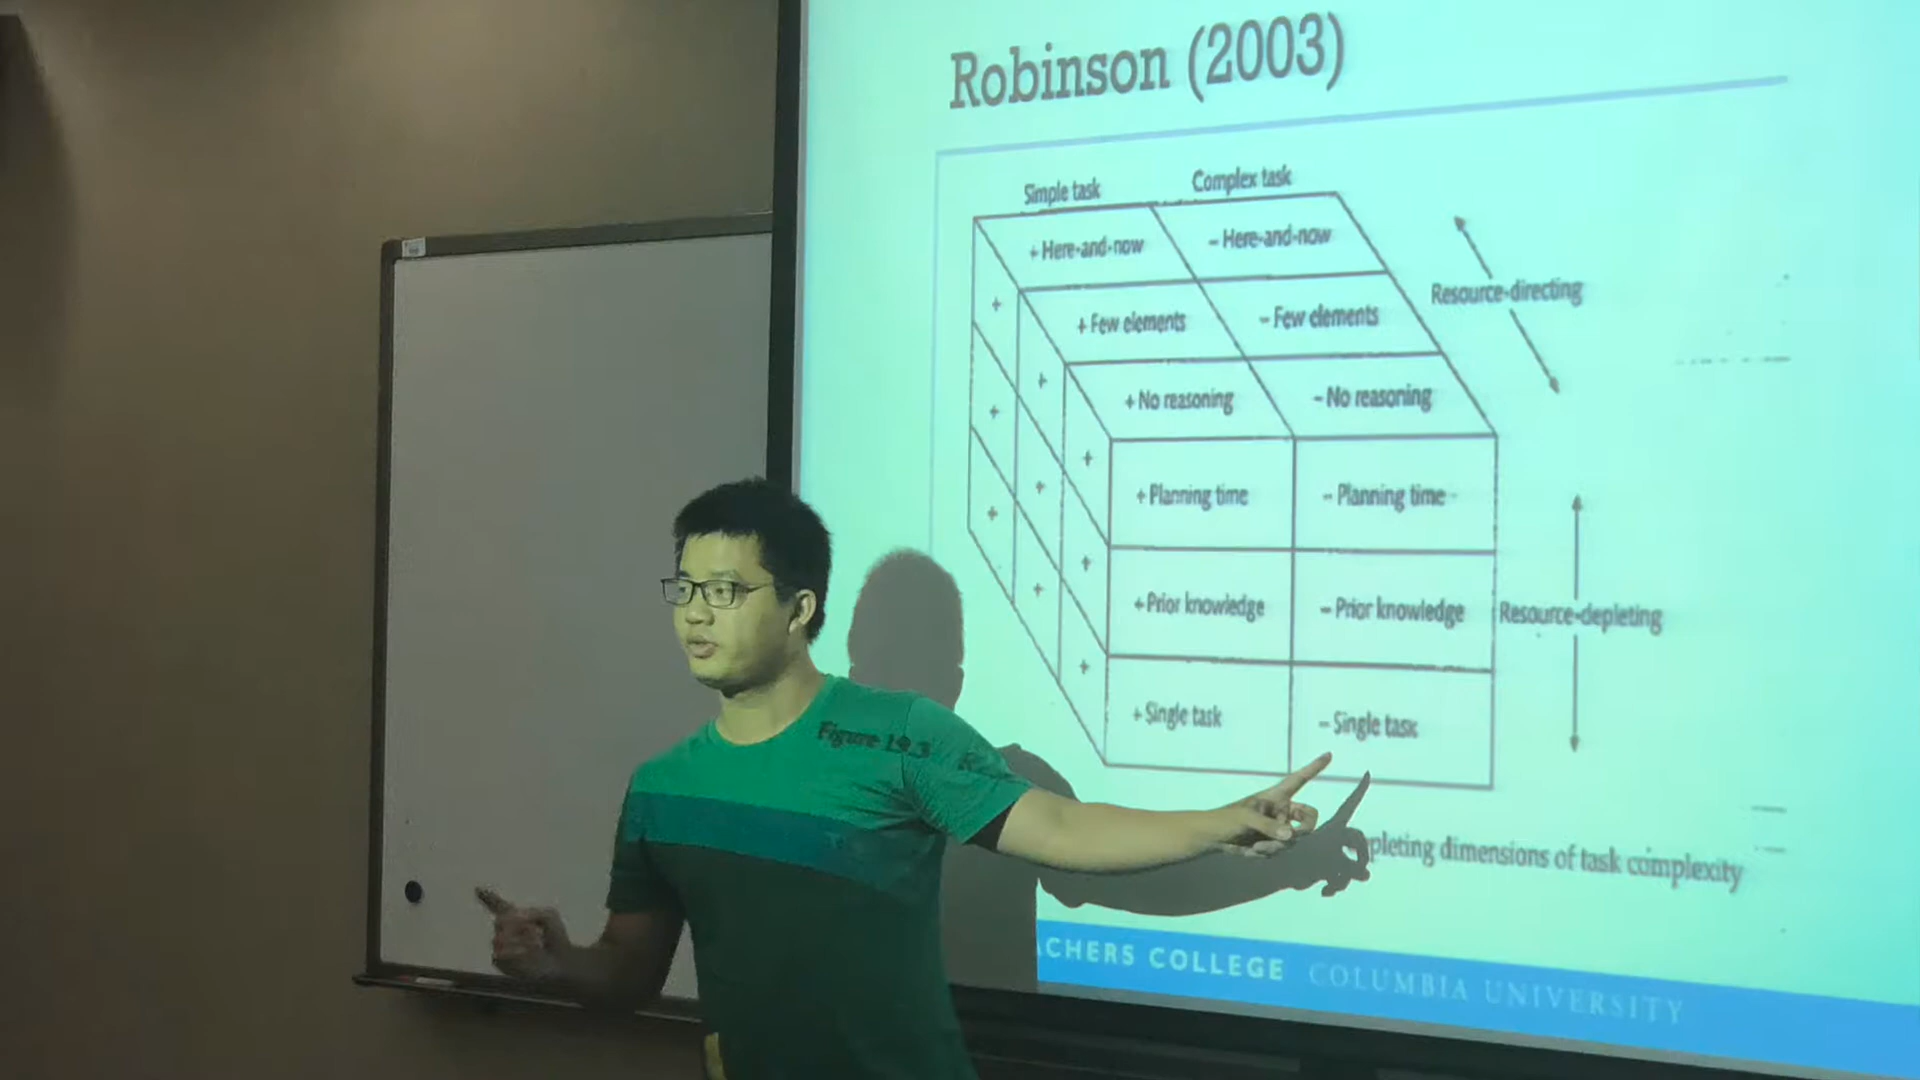 Robinson (2003)
Simple task Complex task
+ Here-and-now - Here-and-now
+ Few elements - Few elements
+ No reasoning - No reasoning
Resource-directing
+ + +
+ + +
+ + +
+ Planning time - Planning time
+ Prior knowledge - Prior knowledge
Resource-depleting
+ Single task - Single task
Figure 19.3
pleting dimensions of task complexity
ACHERS COLLEGE COLUMBIA UNIVERSITY